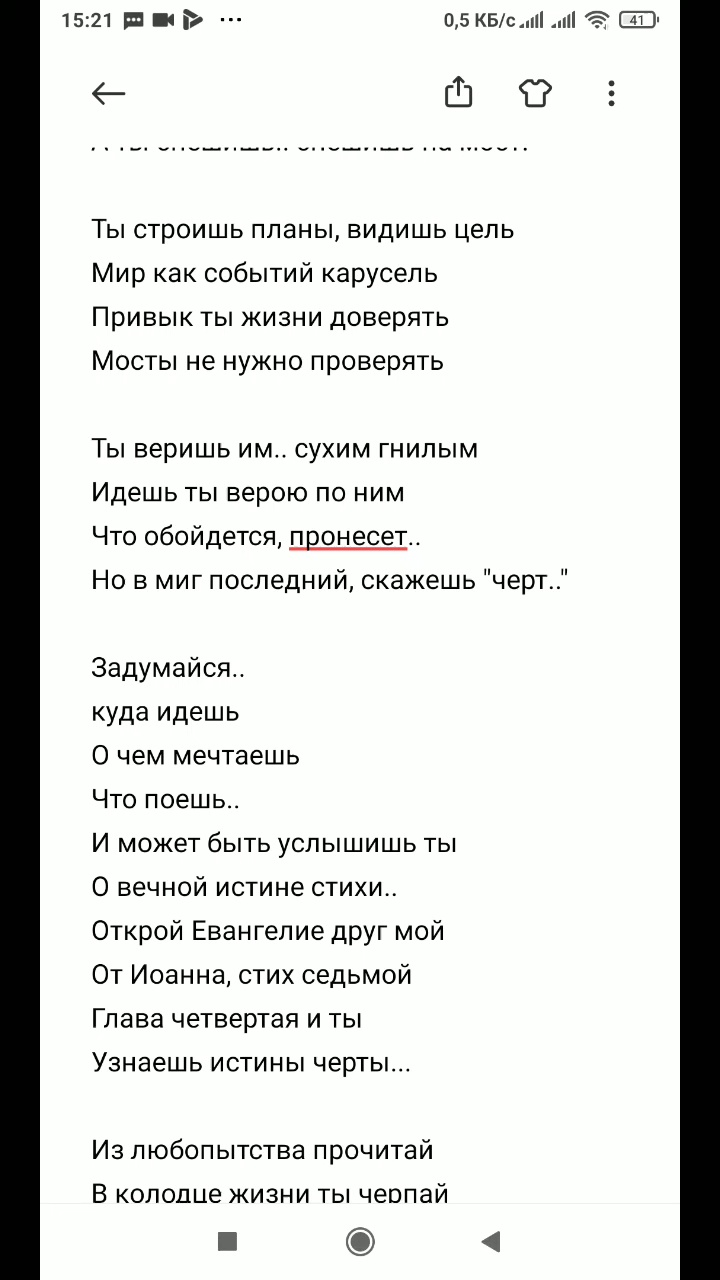 15:21 0,5 КБ/с 41
Ты строишь планы, видишь цель
Мир как событий карусель
Привык ты жизни доверять
Мосты не нужно проверять
Ты веришь им.. сухим гнилым
Идешь ты верою по ним
Что обойдется, пронесет..
Но в миг последний, скажешь "черт.."
Задумайся..
куда идешь
О чем мечтаешь
Что поешь..
И может быть услышишь ты
О вечной истине стихи..
Открой Евангелие друг мой
От Иоанна, стих седьмой
Глава четвертая и ты
Узнаешь истины черты...
Из любопытства прочитай
В колодце жизни ты черпай